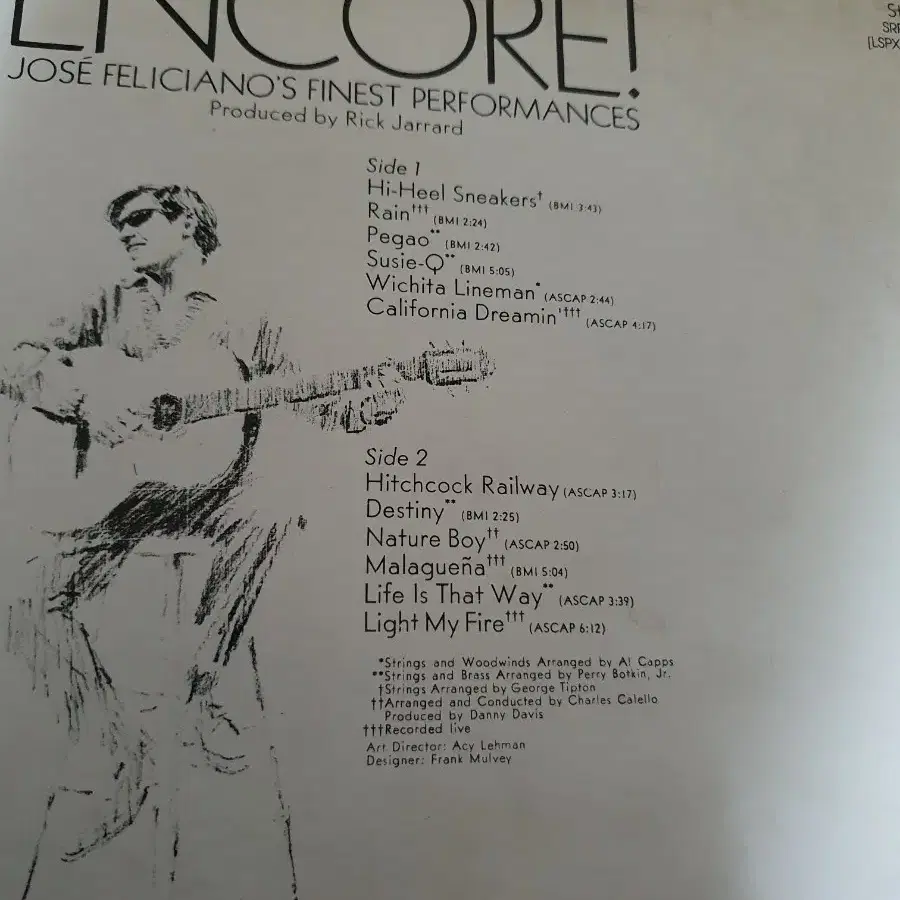 ENCORE!
JOSÉ FELICIANO'S FINEST PERFORMANCES
Produced by Rick Jarrard
Side 1
Hi-Heel Sneakers† (BMI 3:43)
Rain††† (BMI 2:24)
Pegao** (BMI 2:42)
Susie-Q** (BMI 5:05)
Wichita Lineman* (ASCAP 2:44)
California Dreamin'††† (ASCAP 4:17)
Side 2
Hitchcock Railway (ASCAP 3:17)
Destiny** (BMI 2:25)
Nature Boy†† (ASCAP 2:50)
Malagueña††† (BMI 5:04)
Life Is That Way** (ASCAP 3:39)
Light My Fire††† (ASCAP 6:12)
*Strings and Woodwinds Arranged by Al Capps
**Strings and Brass Arranged by Perry Botkin, Jr.
†Strings Arranged by George Tipton
††Arranged and Conducted by Charles Calello
Produced by Danny Davis
†††Recorded live
Art Director: Acy Lehman
Designer: Frank Mulvey